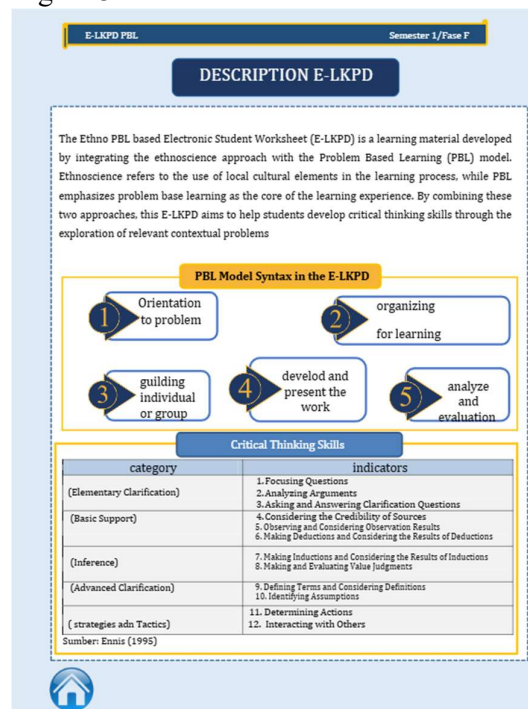 E-LKPD PBL Semester 1/Fase F
DESCRIPTION E-LKPD
The Ethno PBL based Electronic Student Worksheet (E-LKPD) is a learning material developed
by integrating the ethnoscience approach with the Problem Based Learning (PBL) model.
Ethnoscience refers to the use of local cultural elements in the learning process, while PBL
emphasizes problem base learning as the core of the learning experience. By combining these
two approaches, this E-LKPD aims to help students develop critical thinking skills through the
exploration of relevant contextual problems
PBL Model Syntax in the E-LKPD
1
Orientation
to problem
2
organizing
for learning
3
guilding
individual
or group
4
develod and
present the
work
5
analyze
and
evaluation
Critical Thinking Skills
category indicators
(Elementary Clarification)
1. Focusing Questions
2. Analyzing Arguments
3. Asking and Answering Clarification Questions
(Basic Support)
4. Considering the Credibility of Sources
5. Observing and Considering Observation Results
6. Making Deductions and Considering the Results of Deductions
(Inference)
7. Making Inductions and Considering the Results of Inductions
8. Making and Evaluating Value Judgments
(Advanced Clarification)
9. Defining Terms and Considering Definitions
10. Identifying Assumptions
( strategies adn Tactics)
11. Determining Actions
12. Interacting with Others
Sumber: Ennis (1995)